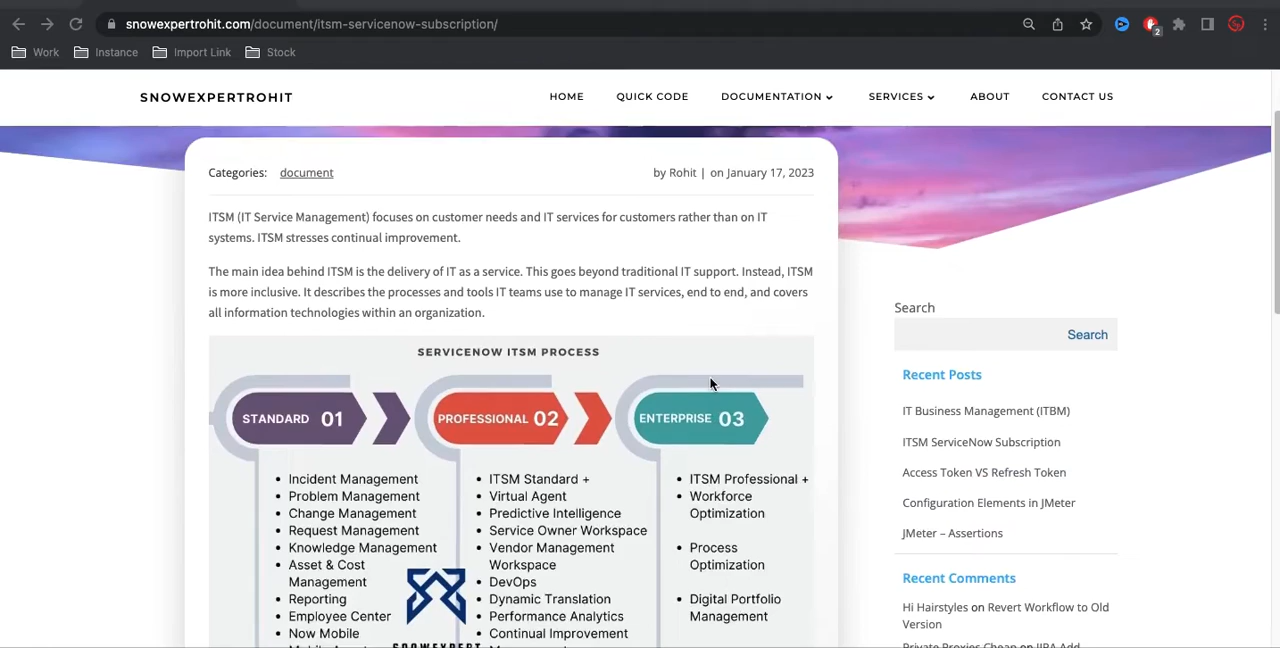 snowexpertrohit.com/document/itsm-servicenow-subscription/
2
Work Instance Import Link Stock
SNOWEXPERTROHIT
HOME QUICK CODE DOCUMENTATION SERVICES ABOUT CONTACT US
Categories: document by Rohit | on January 17, 2023
ITSM (IT Service Management) focuses on customer needs and IT services for customers rather than on IT
systems. ITSM stresses continual improvement.
The main idea behind ITSM is the delivery of IT as a service. This goes beyond traditional IT support. Instead, ITSM
is more inclusive. It describes the processes and tools IT teams use to manage IT services, end to end, and covers
all information technologies within an organization.
SERVICENOW ITSM PROCESS
STANDARD 01
• Incident Management
• Problem Management
• Change Management
• Request Management
• Knowledge Management
• Asset & Cost
Management
• Reporting
• Employee Center
• Now Mobile
PROFESSIONAL 02
• ITSM Standard +
• Virtual Agent
• Predictive Intelligence
• Service Owner Workspace
• Vendor Management
Workspace
• DevOps
• Dynamic Translation
• Performance Analytics
• Continual Improvement
ENTERPRISE 03
• ITSM Professional +
• Workforce
Optimization
• Process
Optimization
• Digital Portfolio
Management
SNOWEXPERT
Search
Search
Recent Posts
IT Business Management (ITBM)
ITSM ServiceNow Subscription
Access Token VS Refresh Token
Configuration Elements in JMeter
JMeter – Assertions
Recent Comments
Hi Hairstyles on Revert Workflow to Old
Version
Private Proxies Cheap on JIRA Add